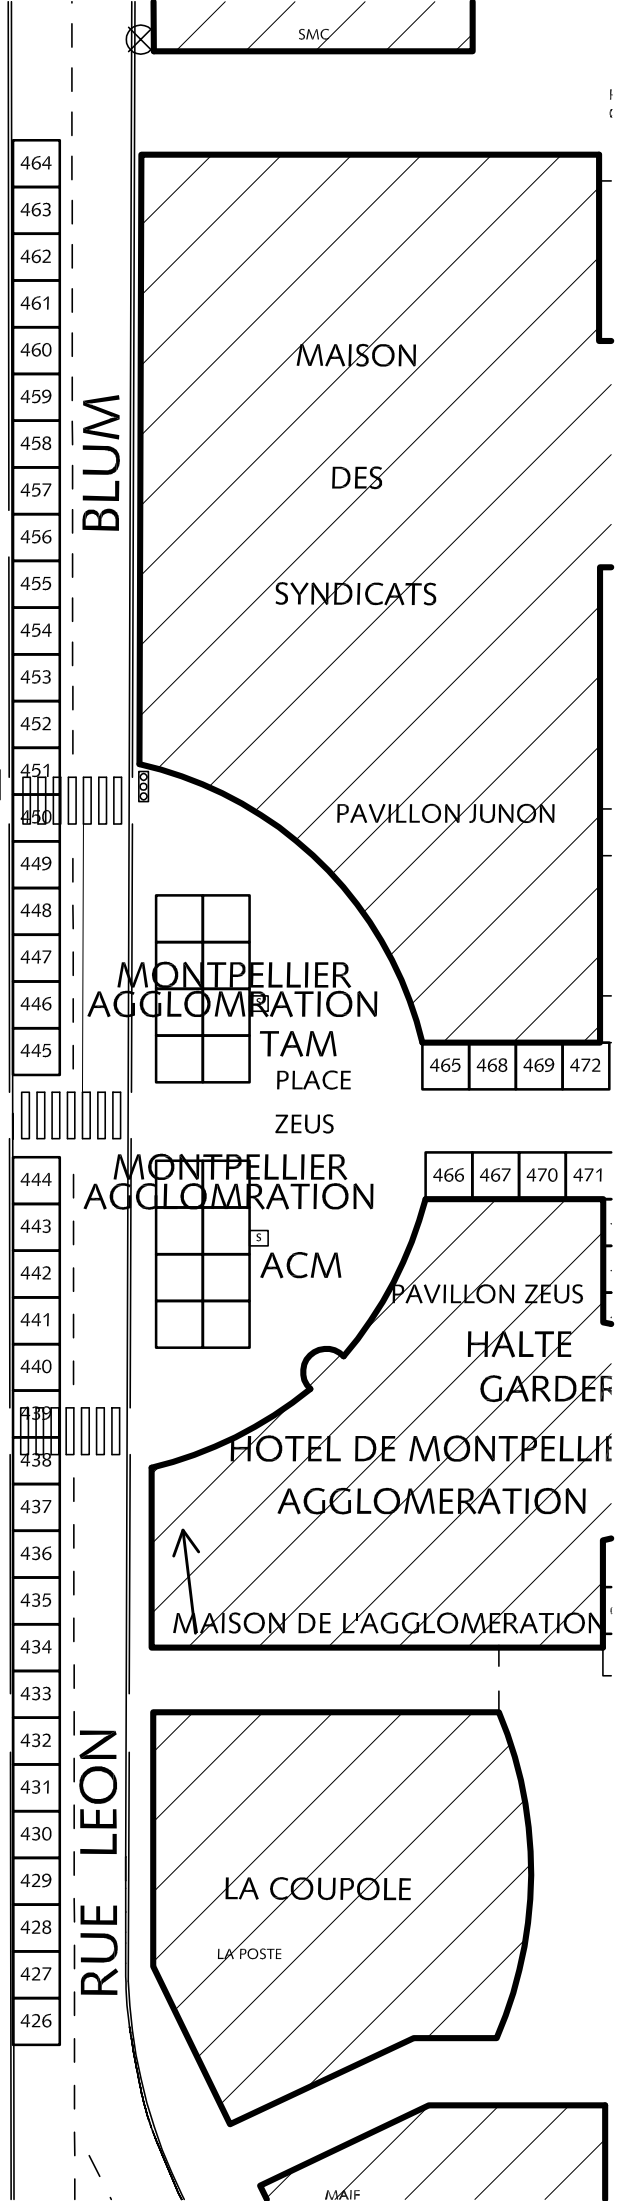 SMC
464
463
462
461
460
459
458
457
456
455
454
453
452
451
450
449
448
447
446
445
BLUM
MAISON
DES
SYNDICATS
PAVILLON JUNON
MONTPELLIER
AGGLOMRATION
S
TAM
PLACE
ZEUS
465 468 469 472
466 467 470 471
MONTPELLIER
AGGLOMRATION
S
ACM
444
443
442
441
440
439
438
437
436
435
434
433
432
431
430
429
428
427
426
PAVILLON ZEUS
HALTE
GARDER
HOTEL DE MONTPELLIE
AGGLOMERATION
MAISON DE L'AGGLOMERATION
RUE LEON
LA COUPOLE
LA POSTE
MAIF